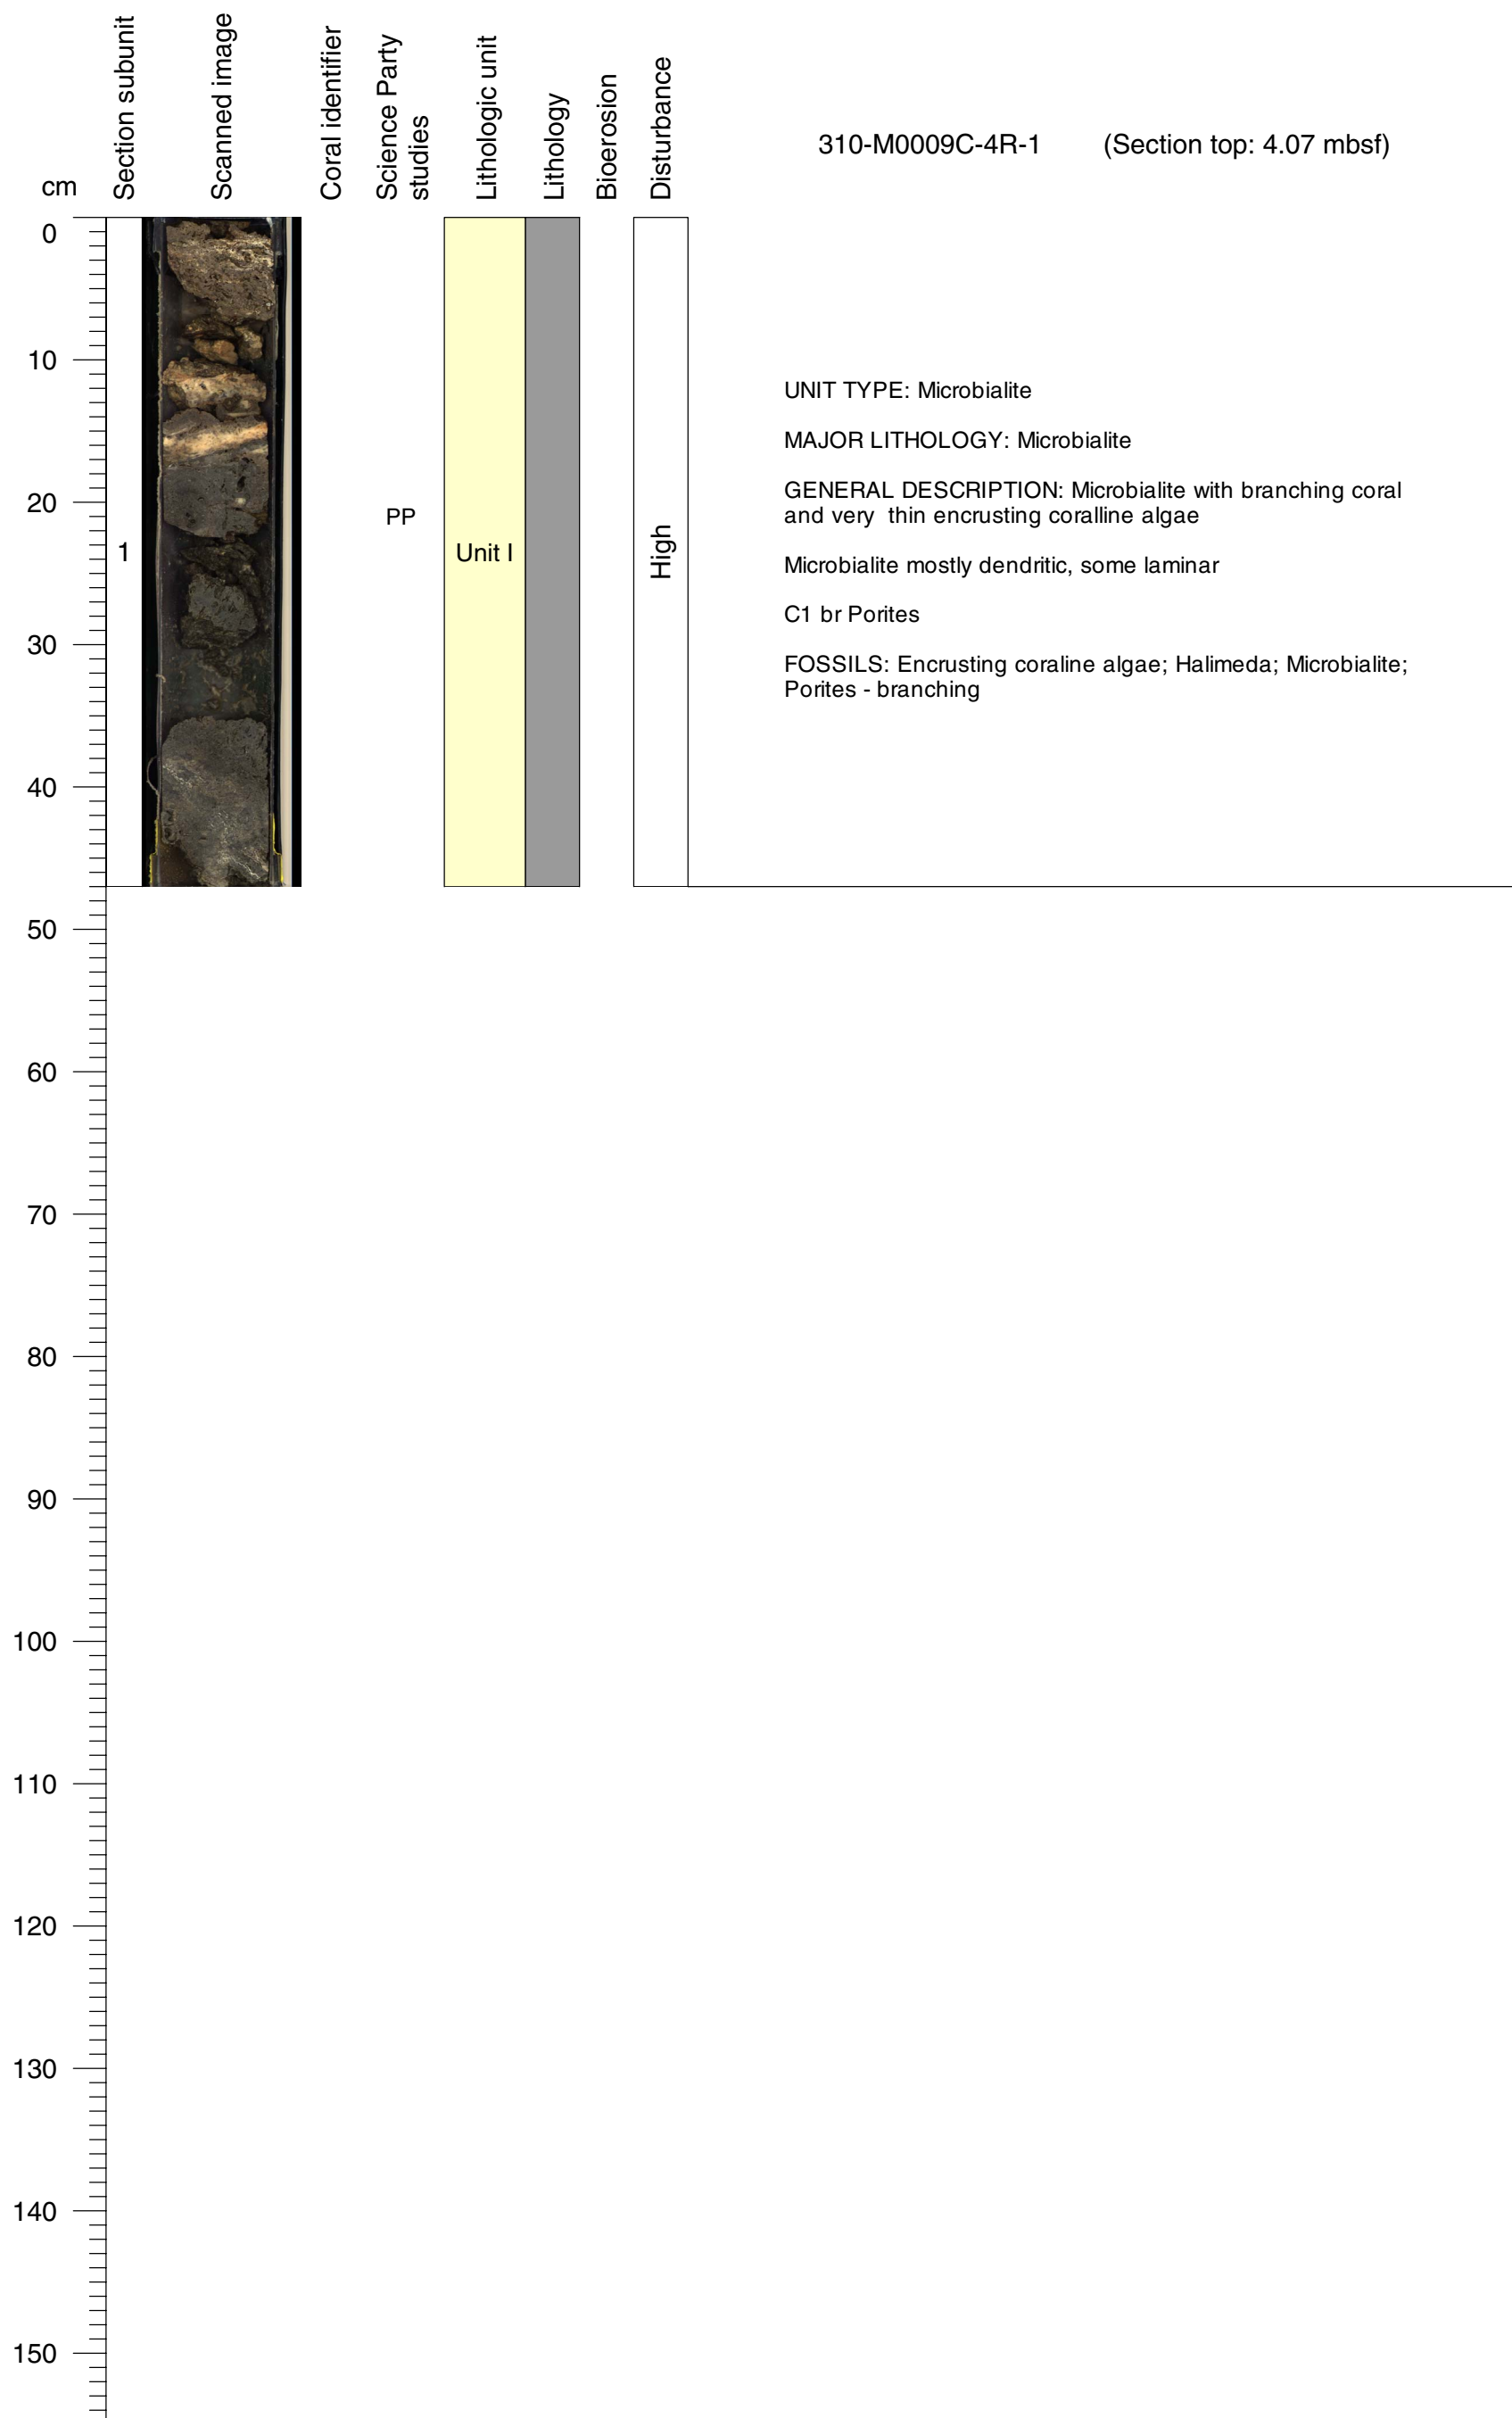 Section subunit
Scanned image
Coral identifier
Science Party
studies
Lithologic unit
Lithology
Bioerosion
Disturbance
310-M0009C-4R-1 (Section top: 4.07 mbsf)
cm
0
10
UNIT TYPE: Microbialite
MAJOR LITHOLOGY: Microbialite
GENERAL DESCRIPTION: Microbialite with branching coral
20
PP
and very  thin encrusting coralline algae
1
Unit I
High
Microbialite mostly dendritic, some laminar
C1 br Porites
30
FOSSILS: Encrusting coraline algae; Halimeda; Microbialite;
Porites - branching
40
50
60
70
80
90
100
110
120
130
140
150